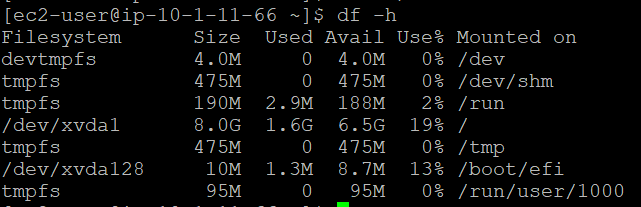 [ec2-user@ip-10-1-11-66 ~]$ df -h
Filesystem Size Used Avail Use% Mounted on
devtmpfs 4.0M 0 4.0M 0% /dev
tmpfs 475M 0 475M 0% /dev/shm
tmpfs 190M 2.9M 188M 2% /run
/dev/xvda1 8.0G 1.6G 6.5G 19% /
tmpfs 475M 0 475M 0% /tmp
/dev/xvda128 10M 1.3M 8.7M 13% /boot/efi
tmpfs 95M 0 95M 0% /run/user/1000